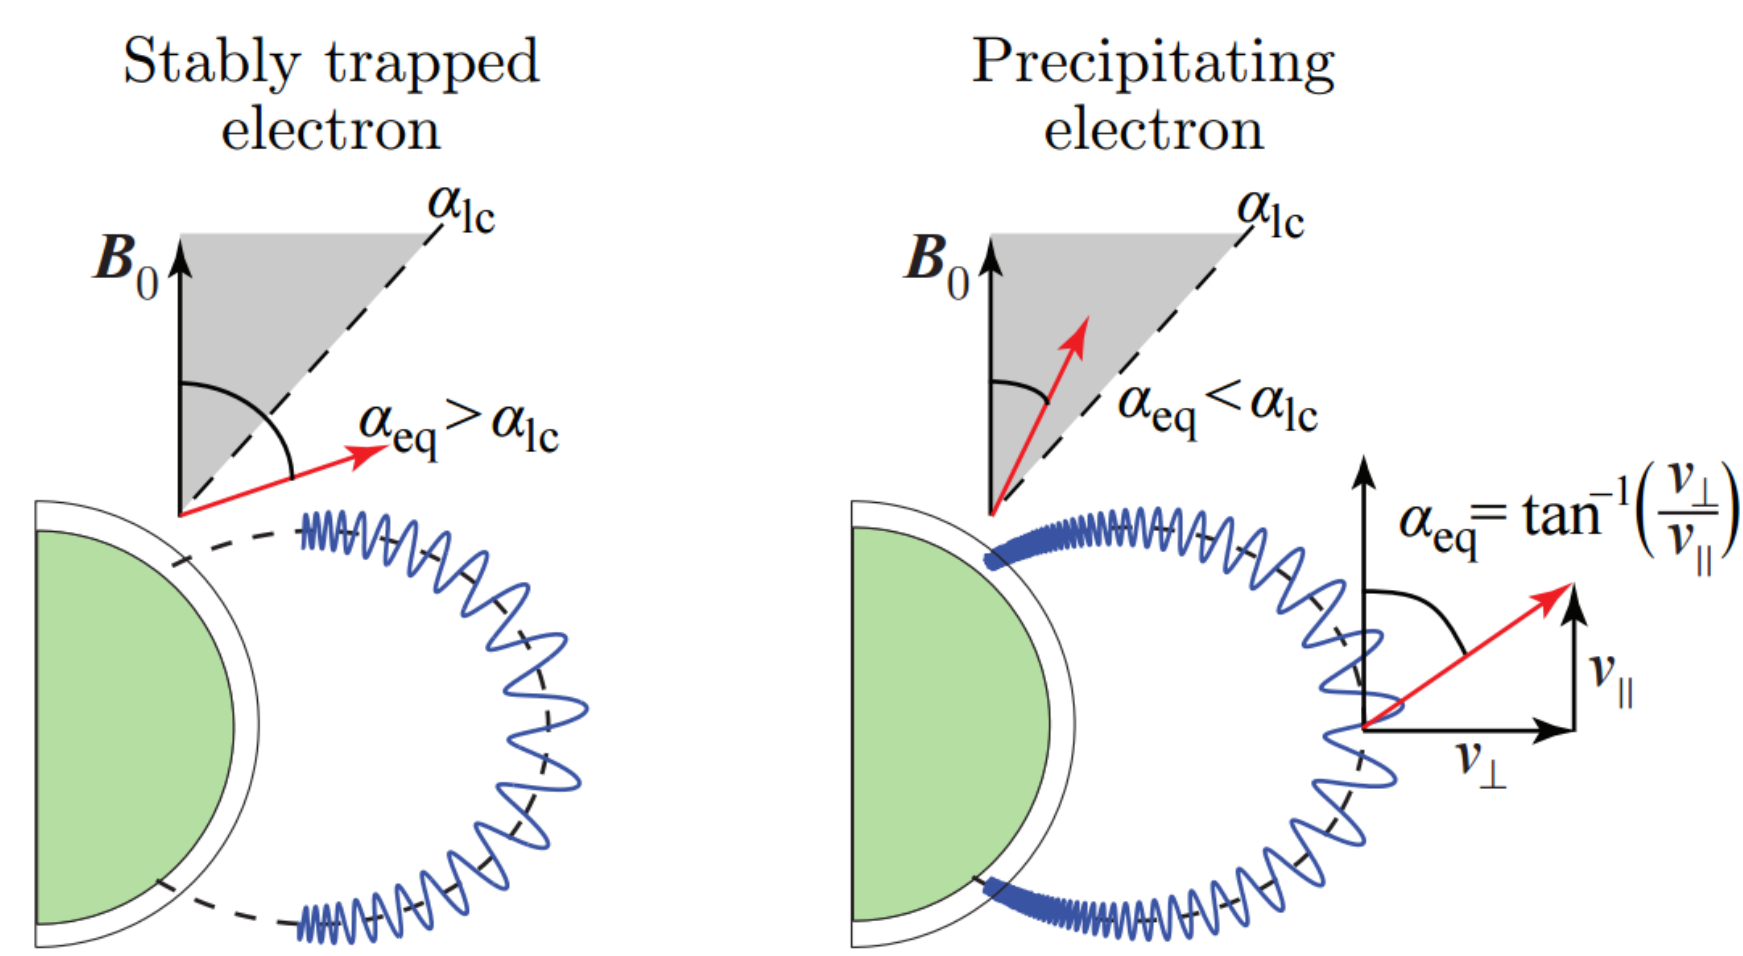 Stably trapped
electron
α_lc
B_0
α_eq > α_lc
Precipitating
electron
α_lc
B_0
α_eq < α_lc
α_eq = tan⁻¹(v_⊥/v_∥)
v_∥
v_⊥